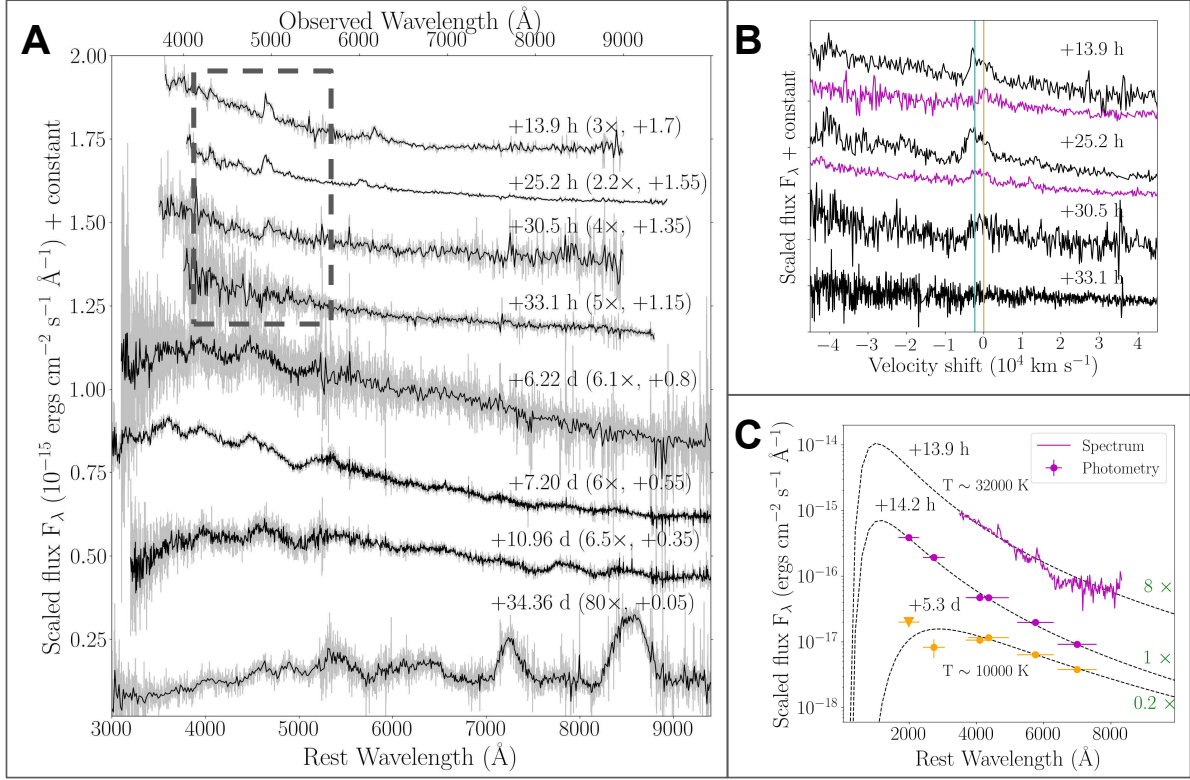 A
Observed Wavelength (Å)
4000 5000 6000 7000 8000 9000
2.00
1.75
1.50
1.25
1.00
0.75
0.50
0.25
Scaled flux F_λ (10⁻¹⁵ ergs cm⁻² s⁻¹ Å⁻¹) + constant
+13.9 h (3×, +1.7)
+25.2 h (2.2×, +1.55)
+30.5 h (4×, +1.35)
+33.1 h (5×, +1.15)
+6.22 d (6.1×, +0.8)
+7.20 d (6×, +0.55)
+10.96 d (6.5×, +0.35)
+34.36 d (80×, +0.05)
3000 4000 5000 6000 7000 8000 9000
Rest Wavelength (Å)
B
Scaled flux F_λ + constant
+13.9 h
+25.2 h
+30.5 h
+33.1 h
−4 −3 −2 −1 0 1 2 3 4
Velocity shift (10⁴ km s⁻¹)
C
Scaled flux F_λ (ergs cm⁻² s⁻¹ Å⁻¹)
10⁻¹⁴
10⁻¹⁵
10⁻¹⁶
10⁻¹⁷
10⁻¹⁸
+13.9 h
Spectrum
Photometry
T ~ 32000 K
+14.2 h
+5.3 d
T ~ 10000 K
8 ×
1 ×
0.2 ×
2000 4000 6000 8000
Rest Wavelength (Å)